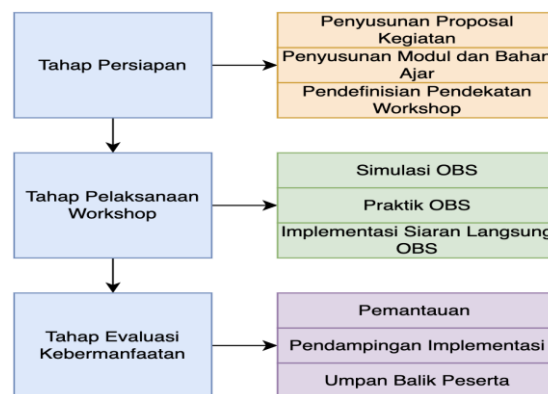 Tahap Persiapan
Penyusunan Proposal
Kegiatan
Penyusunan Modul dan Bahan
Ajar
Pendefinisian Pendekatan
Workshop
Tahap Pelaksanaan
Workshop
Simulasi OBS
Praktik OBS
Implementasi Siaran Langsung
OBS
Tahap Evaluasi
Kebermanfaatan
Pemantauan
Pendampingan Implementasi
Umpan Balik Peserta